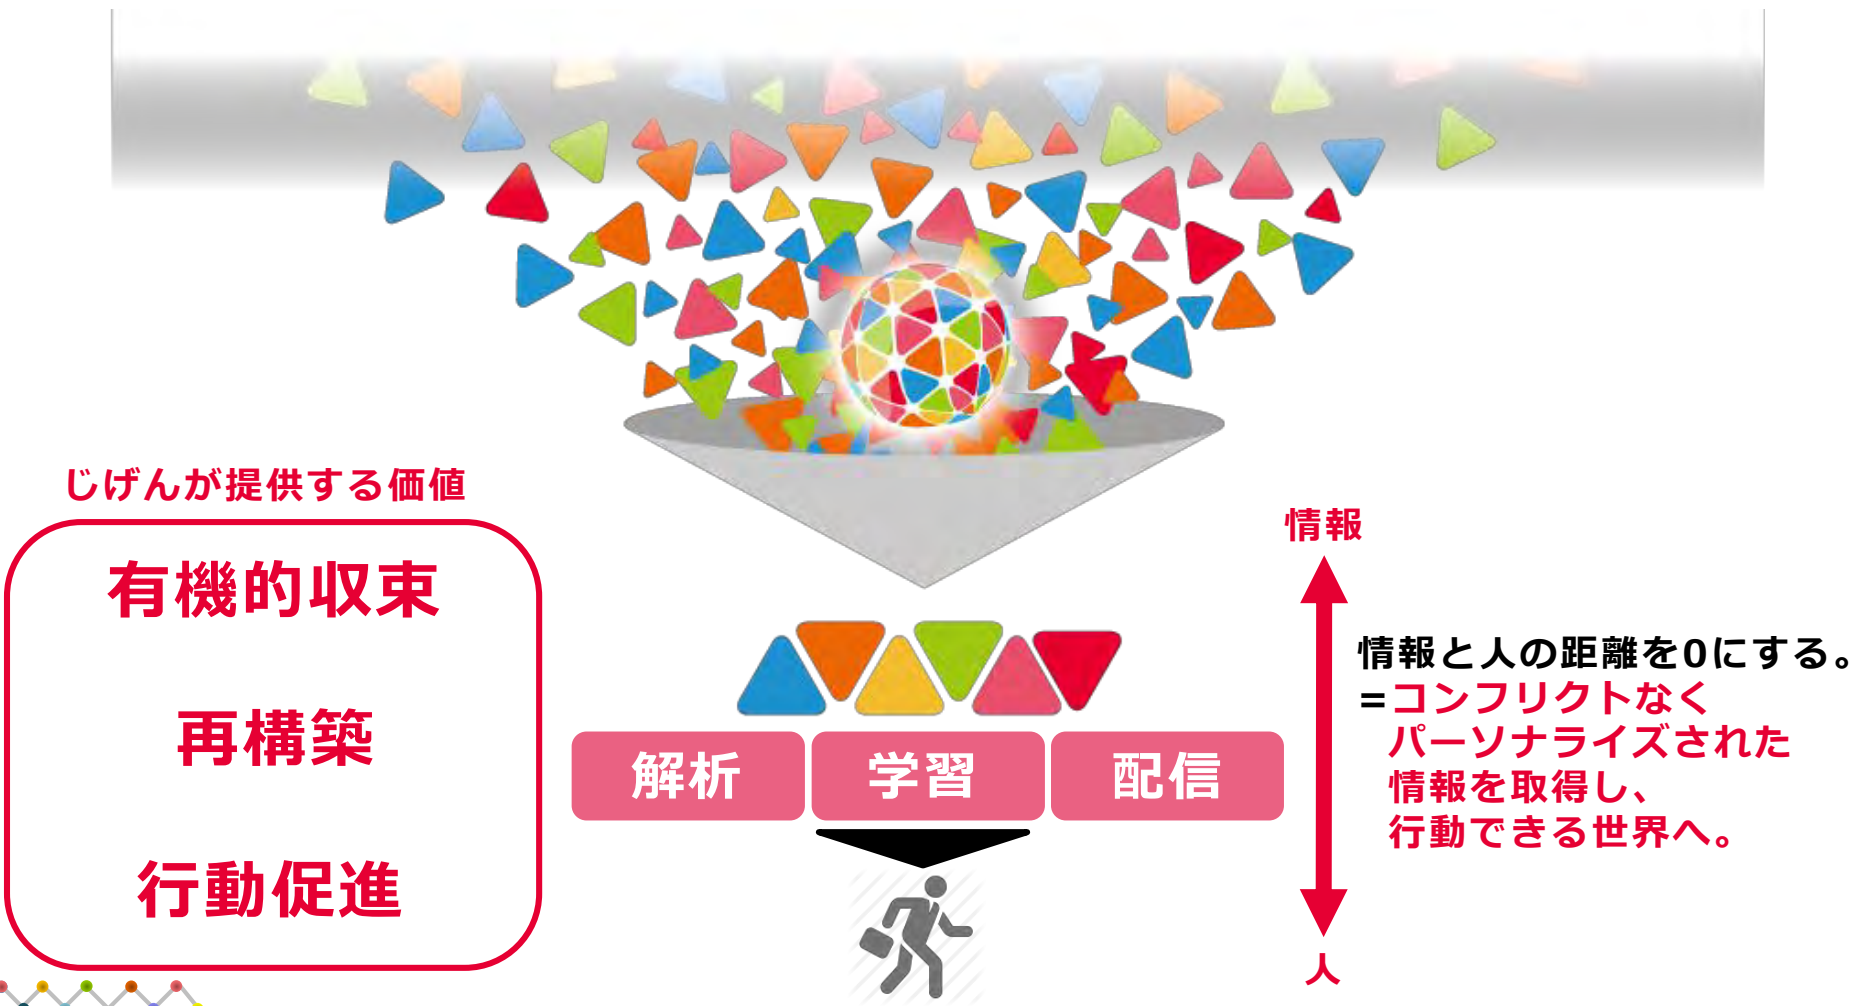 じげんが提供する価値
有機的収束
再構築
行動促進
解析
学習
配信
情報
情報と人の距離を0にする。
=コンフリクトなく
パーソナライズされた
情報を取得し、
行動できる世界へ。
人